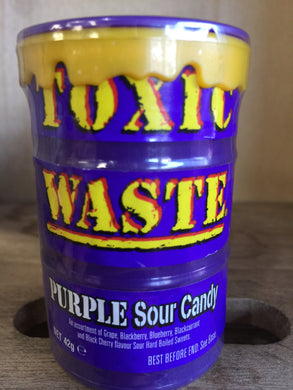 TOXIC
WASTE
PURPLE Sour Candy
An assortment of Grape, Blackberry, Blueberry, Blackcurrant
and Black Cherry flavour Sour Hard Boiled Sweets.
NET 42g e
BEST BEFORE END: See Base.